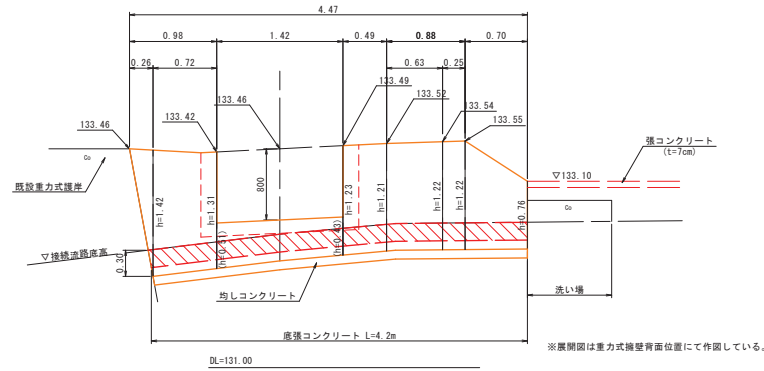 4.47
0.98 1.42 0.49 0.88 0.70
0.26 0.72 0.63 0.25
133.49
133.46 133.52
133.42 133.54
133.46 133.55
張コンクリート
(t=7cm)
Co
▽133.10
既設重力式護岸
800
h=1.42
h=1.31
h=1.23
h=1.21
h=1.22
h=1.22
h=0.76
Co
(h=0.51)
(h=0.43)
▽接続流路底高
0.30
均しコンクリート
洗い場
底張コンクリート L=4.2m
※展開図は重力式擁壁背面位置にて作図している。
DL=131.00